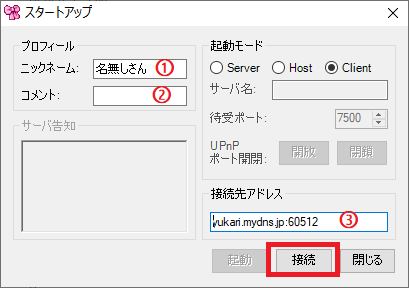 スタートアップ
プロフィール
ニックネーム: 名無しさん ①
コメント: ②
サーバ告知
起動モード
Server Host Client
サーバ名:
待受ポート: 7500
UPnP
ポート開閉: 開放 閉鎖
接続先アドレス
yukari.mydns.jp:60512 ③
起動 接続 閉じる